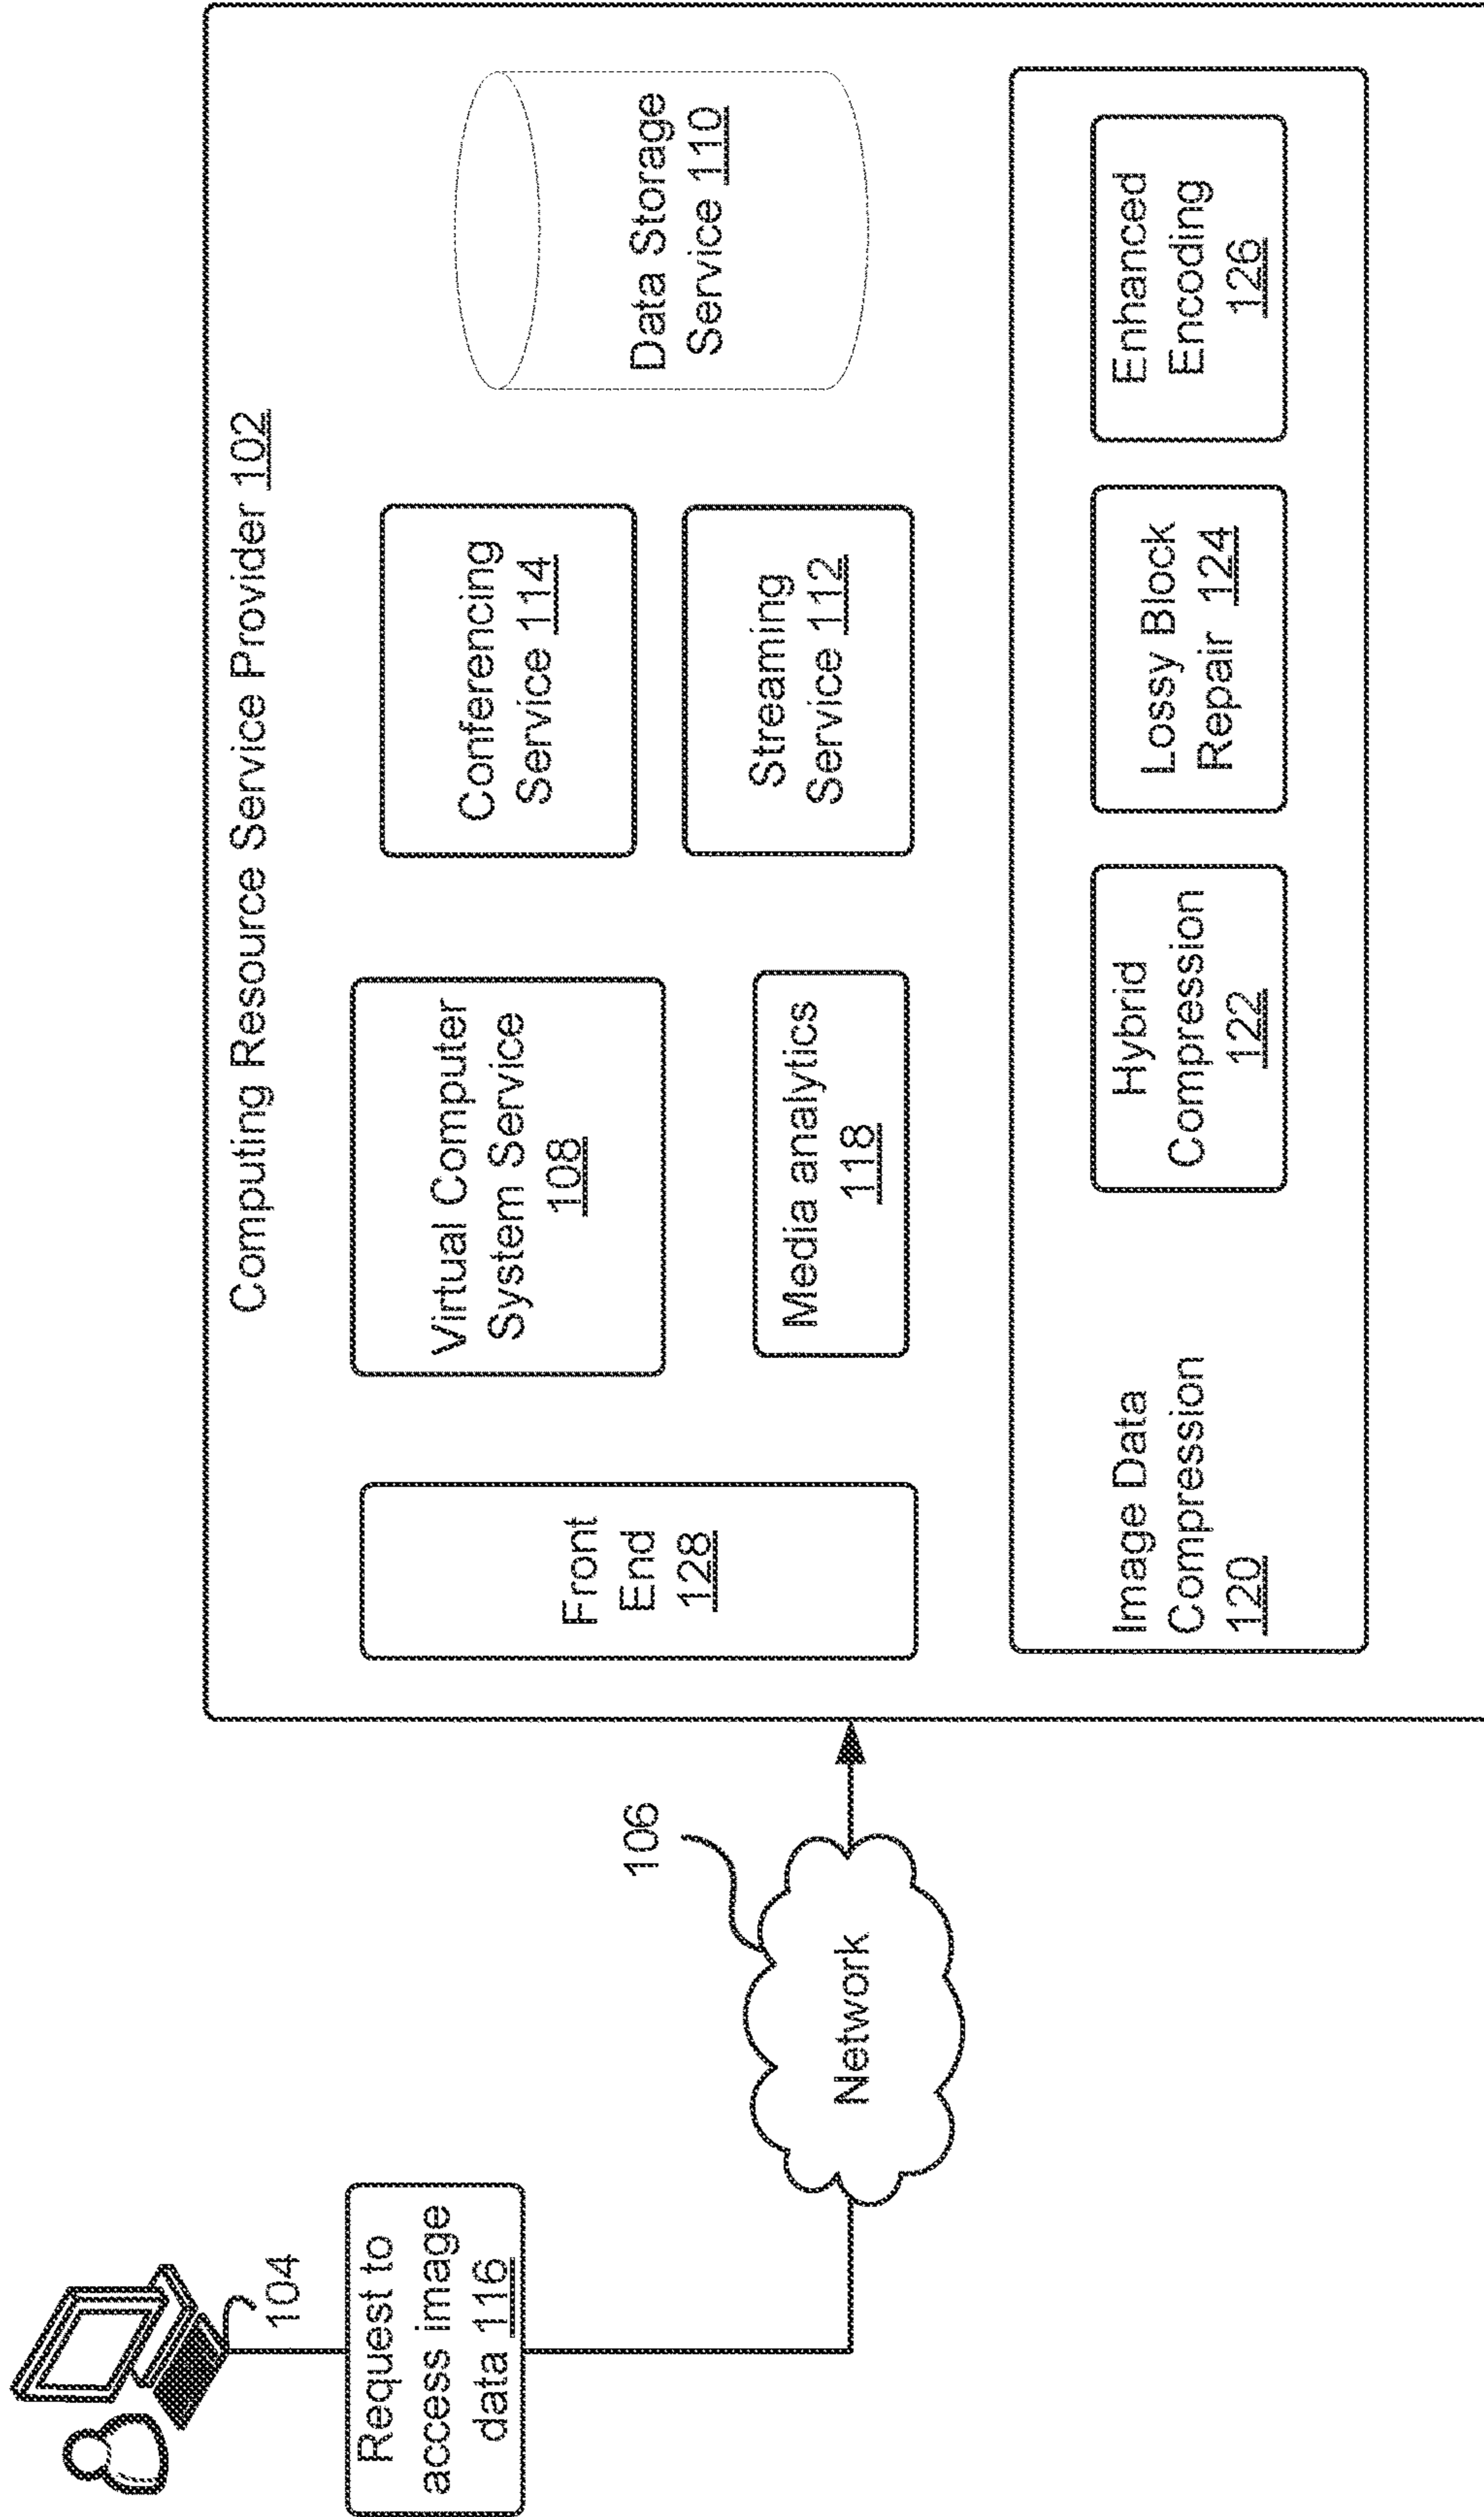 104
Request to
access image
data 116
106
Network
Computing Resource Service Provider 102
Front
End
128
Virtual Computer
System Service
108
Media analytics
118
Conferencing
Service 114
Streaming
Service 112
Data Storage
Service 110
Image Data
Compression
120
Hybrid
Compression
122
Lossy Block
Repair 124
Enhanced
Encoding
126